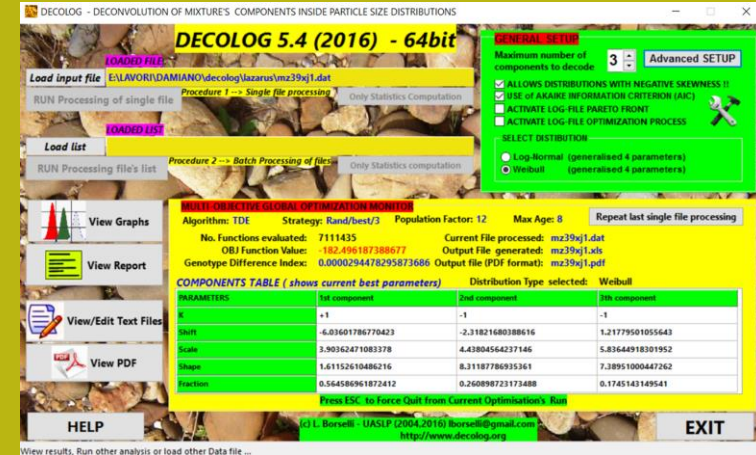 DECOLOG - DECONVOLUTION OF MIXTURE'S COMPONENTS INSIDE PARTICLE SIZE DISTRIBUTIONS
DECOLOG 5.4 (2016) - 64bit
LOADED FILE
Load input file E:\LAVORI\DAMIANO\decolog\lazarus\mz39xj1.dat
Procedure 1 --> Single file processing
RUN Processing of single file
Only Statistics Computation
LOADED LIST
Load list
Procedure 2 --> Batch Processing of files
RUN Processing file's list
Only Statistics computation
GENERAL SETUP
Maximum number of components to decode
3
Advanced SETUP
ALLOWS DISTRIBUTIONS WITH NEGATIVE SKEWNESS !!
USE of AKAIKE INFORMATION CRITERION (AIC)
ACTIVATE LOG-FILE PARETO FRONT
ACTIVATE LOG-FILE OPTIMIZATION PROCESS
SELECT DISTIBUTION
Log-Normal (generalised 4 parameters)
Weibull (generalised 4 parameters)
View Graphs
View Report
View/Edit Text Files
View PDF
MULTI-OBJECTIVE GLOBAL OPTIMIZATION MONITOR
Algorithm: TDE Strategy: Rand/best/3 Population Factor: 12 Max Age: 8
Repeat last single file processing
No. Functions evaluated: 7111435 Current File processed: mz39xj1.dat
OBJ Function Value: -182.496187388677 Output File generated: mz39xj1.xls
Genotype Difference Index: 0.0000294478295873686 Output file (PDF format): mz39xj1.pdf
COMPONENTS TABLE ( shows current best parameters) Distribution Type selected: Weibull
PARAMETERS 1st component 2nd component 3th component
K +1 -1 -1
Shift -6.03601786770423 -2.31821680388616 1.21779501055643
Scale 3.90362471083378 4.43804564237146 5.83644918301952
Shape 1.61152610486216 8.31187786935361 7.38951000447262
Fraction 0.564586961872412 0.260898723173488 0.1745143149541
Press ESC to Force Quit from Current Optimisation's Run
HELP
(c) L. Borselli - UASLP (2004,2016) lborselli@gmail.com
http://www.decolog.org
EXIT
Wiew results, Run other analysis or load other Data file ...